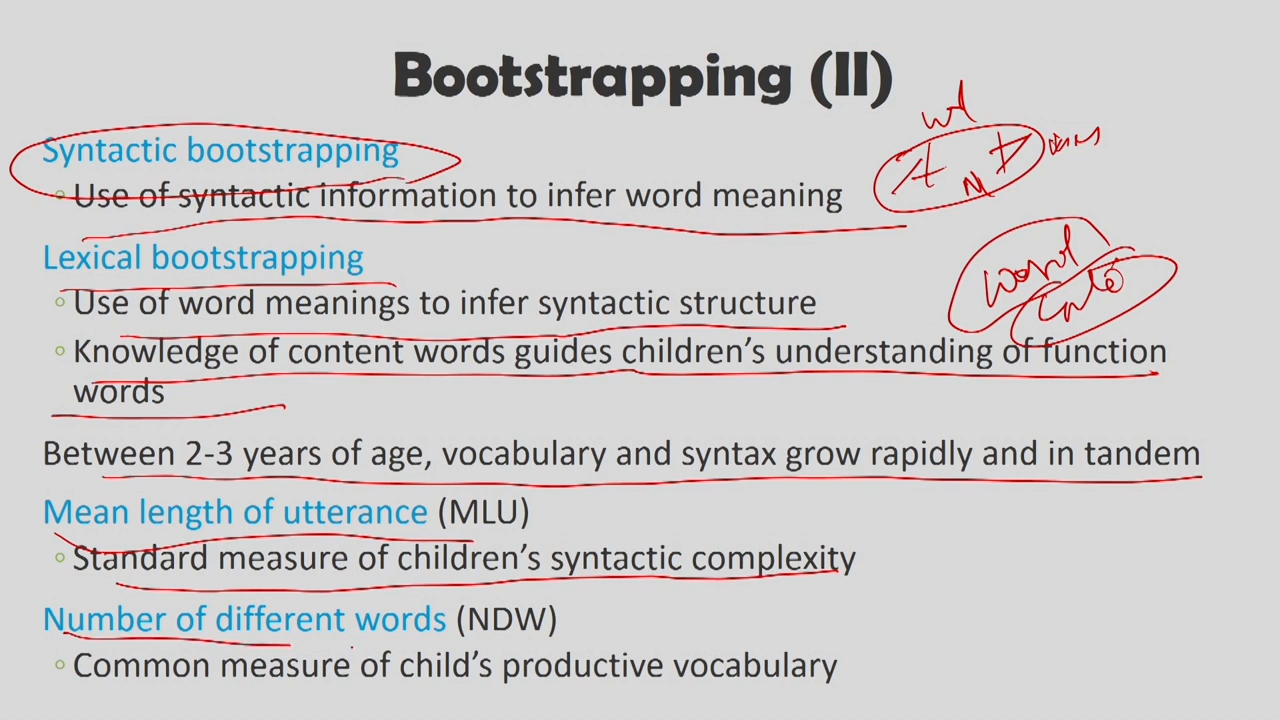 Bootstrapping (II)
Syntactic bootstrapping
Use of syntactic information to infer word meaning
Lexical bootstrapping
word
Use of word meanings to infer syntactic structure
Knowledge of content words guides children's understanding of function
words
Between 2-3 years of age, vocabulary and syntax grow rapidly and in tandem
Mean length of utterance (MLU)
Standard measure of children's syntactic complexity
Number of different words (NDW)
Common measure of child's productive vocabulary